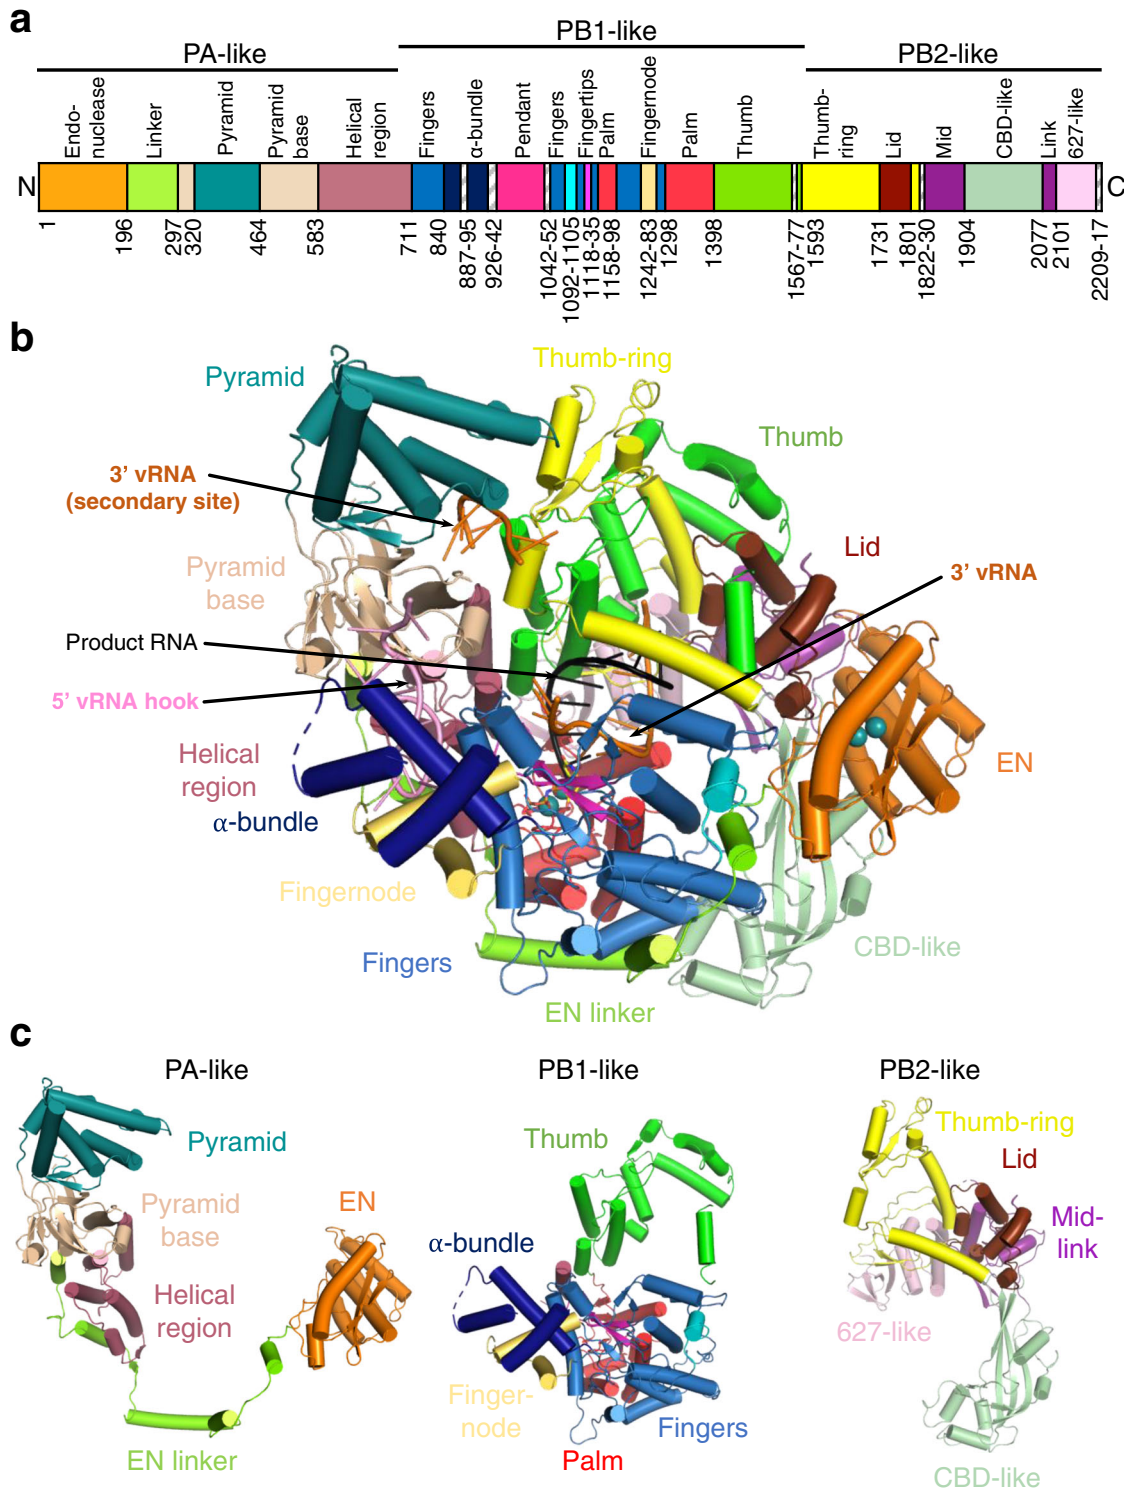 a
PA-like
PB1-like
PB2-like
Endo-
nuclease
Linker
Pyramid
Pyramid
base
Helical
region
Fingers
α-bundle
Pendant
Fingers
Fingertips
Palm
Fingernode
Palm
Thumb
Thumb-
ring
Lid
Mid
CBD-like
Link
627-like
N
C
1
196
297
320
464
583
711
840
887-95
926-42
1042-52
1092-1105
1118-35
1158-98
1242-83
1298
1398
1567-77
1593
1731
1801
1822-30
1904
2077
2101
2209-17
b
Pyramid
Thumb-ring
Thumb
3’ vRNA
(secondary site)
Lid
3’ vRNA
Pyramid
base
Product RNA
5’ vRNA hook
Helical
region
EN
α-bundle
Fingernode
Fingers
CBD-like
EN linker
c
PA-like
Pyramid
Pyramid
base
EN
Helical
region
EN linker
PB1-like
Thumb
α-bundle
Finger-
node
Fingers
Palm
PB2-like
Thumb-ring
Lid
Mid-
link
627-like
CBD-like